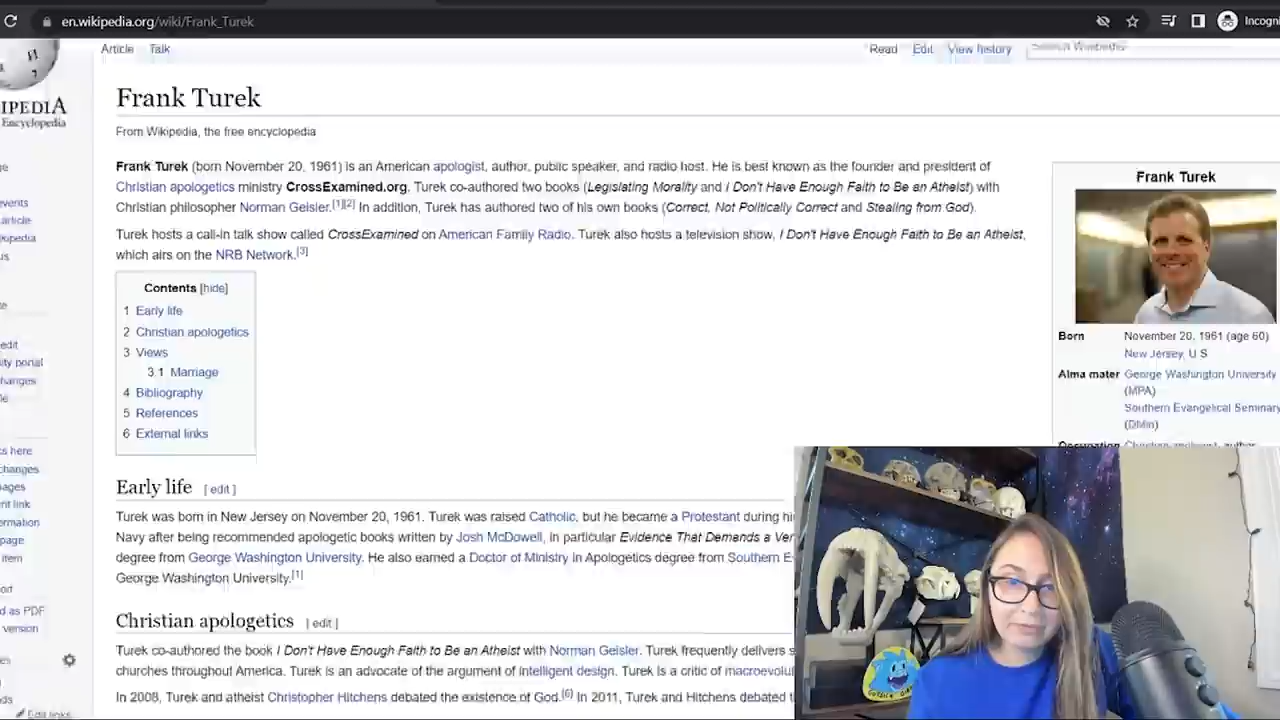 en.wikipedia.org/wiki/Frank_Turek
Incogn
Article Talk
Read Edit View history
Search Wikipedia
IPEDIA
Encyclopedia
Frank Turek
From Wikipedia, the free encyclopedia
Frank Turek (born November 20, 1961) is an American apologist, author, public speaker, and radio host. He is best known as the founder and president of
Christian apologetics ministry CrossExamined.org. Turek co-authored two books (Legislating Morality and I Don't Have Enough Faith to Be an Atheist) with
Christian philosopher Norman Geisler.[1][2] In addition, Turek has authored two of his own books (Correct, Not Politically Correct and Stealing from God).
Turek hosts a call-in talk show called CrossExamined on American Family Radio. Turek also hosts a television show, I Don't Have Enough Faith to Be an Atheist,
which airs on the NRB Network.[3]
Contents [hide]
1 Early life
2 Christian apologetics
3 Views
3.1 Marriage
4 Bibliography
5 References
6 External links
Frank Turek
Born November 20, 1961 (age 60)
New Jersey, U.S
Alma mater George Washington University
(MPA)
Southern Evangelical Seminary
(DMin)
Occupation Christian apologist, author
Early life [ edit ]
Turek was born in New Jersey on November 20, 1961. Turek was raised Catholic, but he became a Protestant during hi
Navy after being recommended apologetic books written by Josh McDowell, in particular Evidence That Demands a Ver
degree from George Washington University. He also earned a Doctor of Ministry in Apologetics degree from Southern E
George Washington University.[1]
Christian apologetics [ edit ]
Turek co-authored the book I Don't Have Enough Faith to Be an Atheist with Norman Geisler. Turek frequently delivers s
churches throughout America. Turek is an advocate of the argument of intelligent design. Turek is a critic of macroevolu
In 2008, Turek and atheist Christopher Hitchens debated the existence of God.[6] In 2011, Turek and Hitchens debated t
events
article
edit
ity portal
changes
s here
changes
ages
nt link
ormation
page
item
d as PDF
version
Edit links